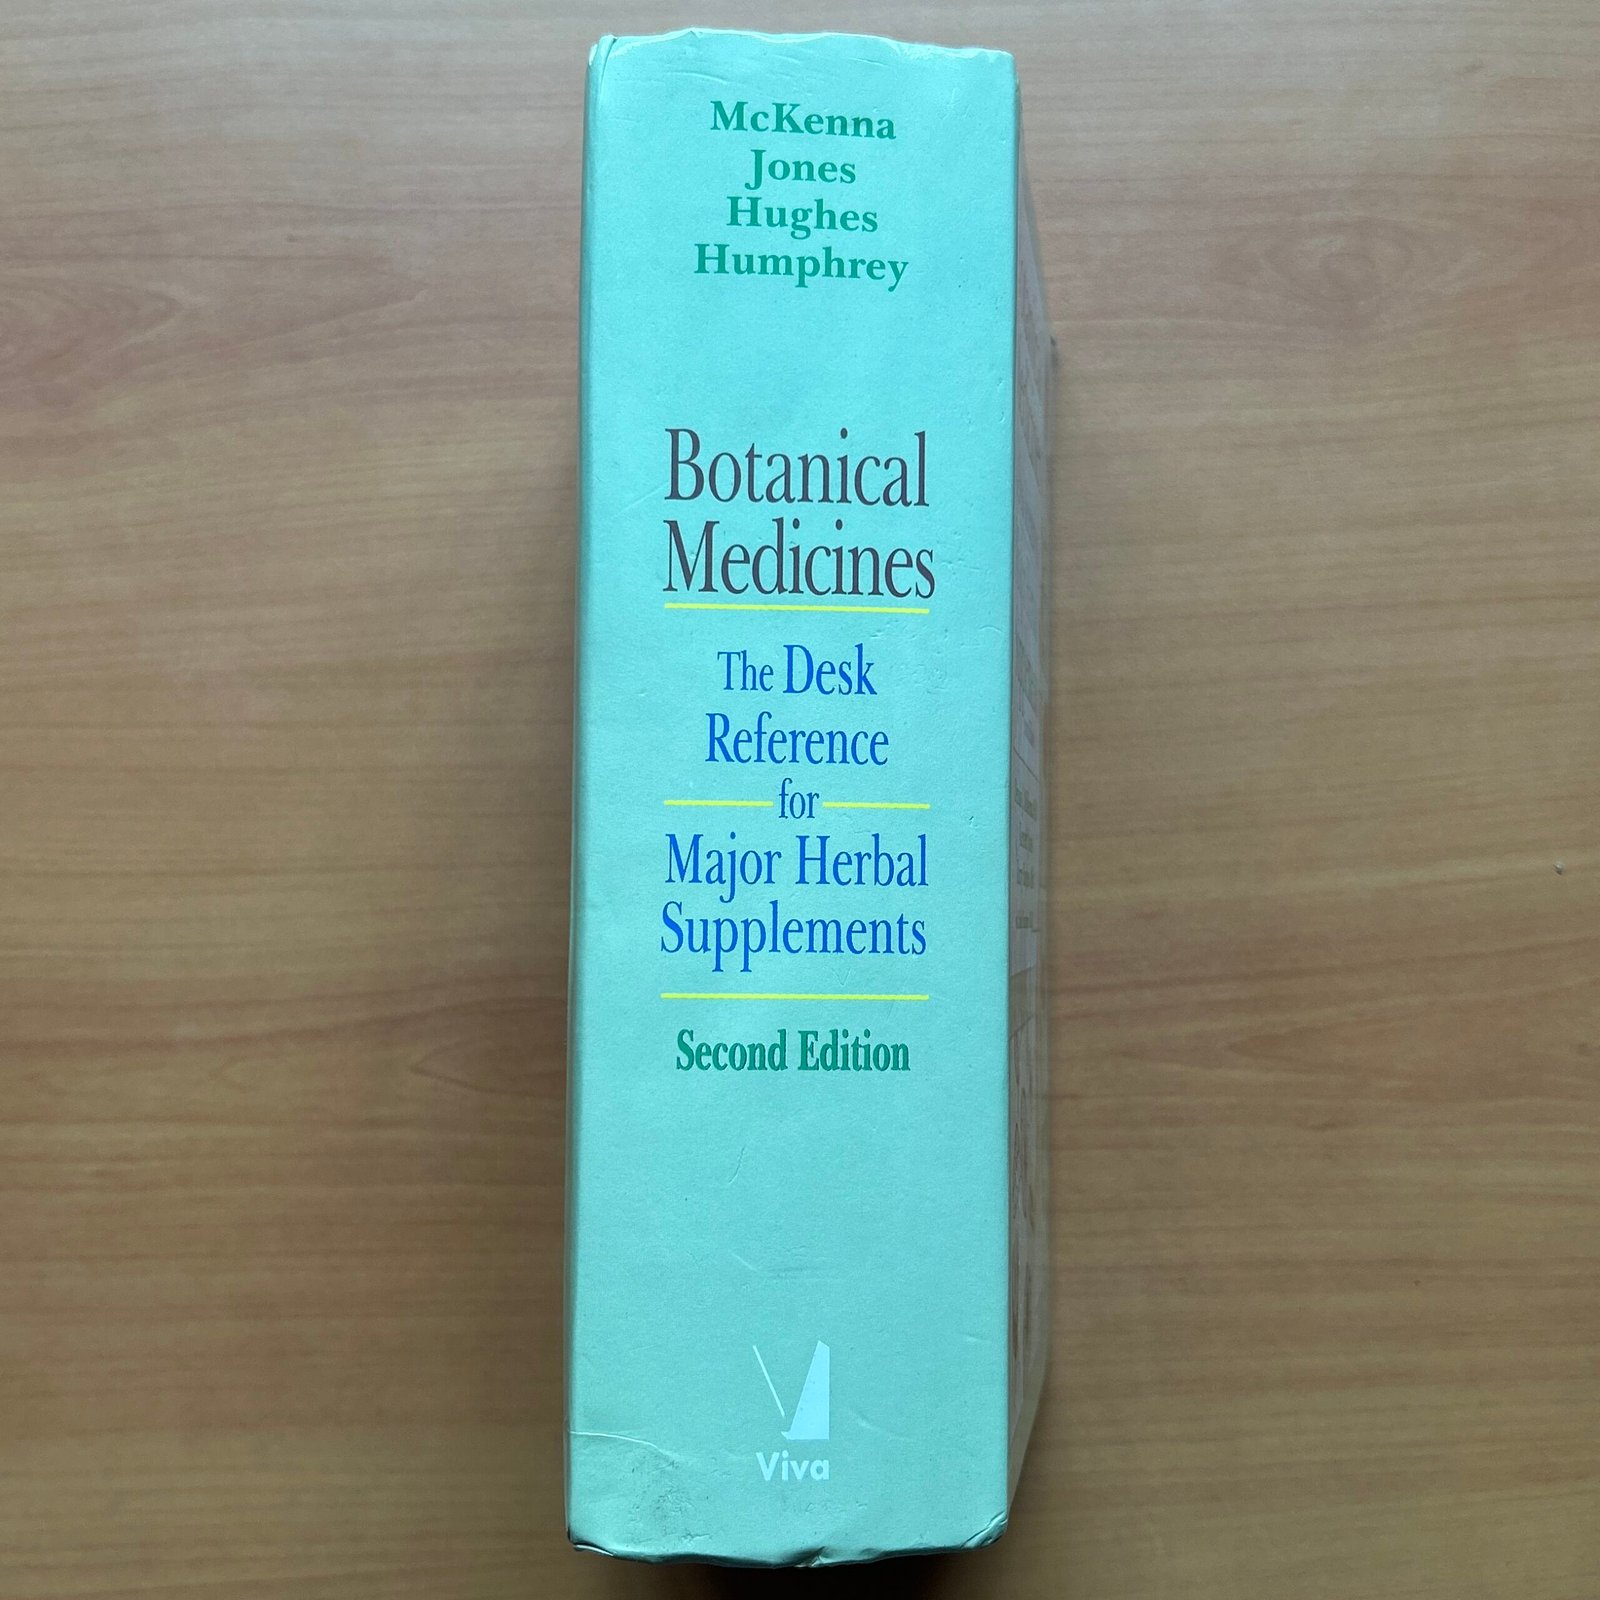 McKenna
Jones
Hughes
Humphrey
Botanical
Medicines
The Desk
Reference
for
Major Herbal
Supplements
Second Edition
Viva